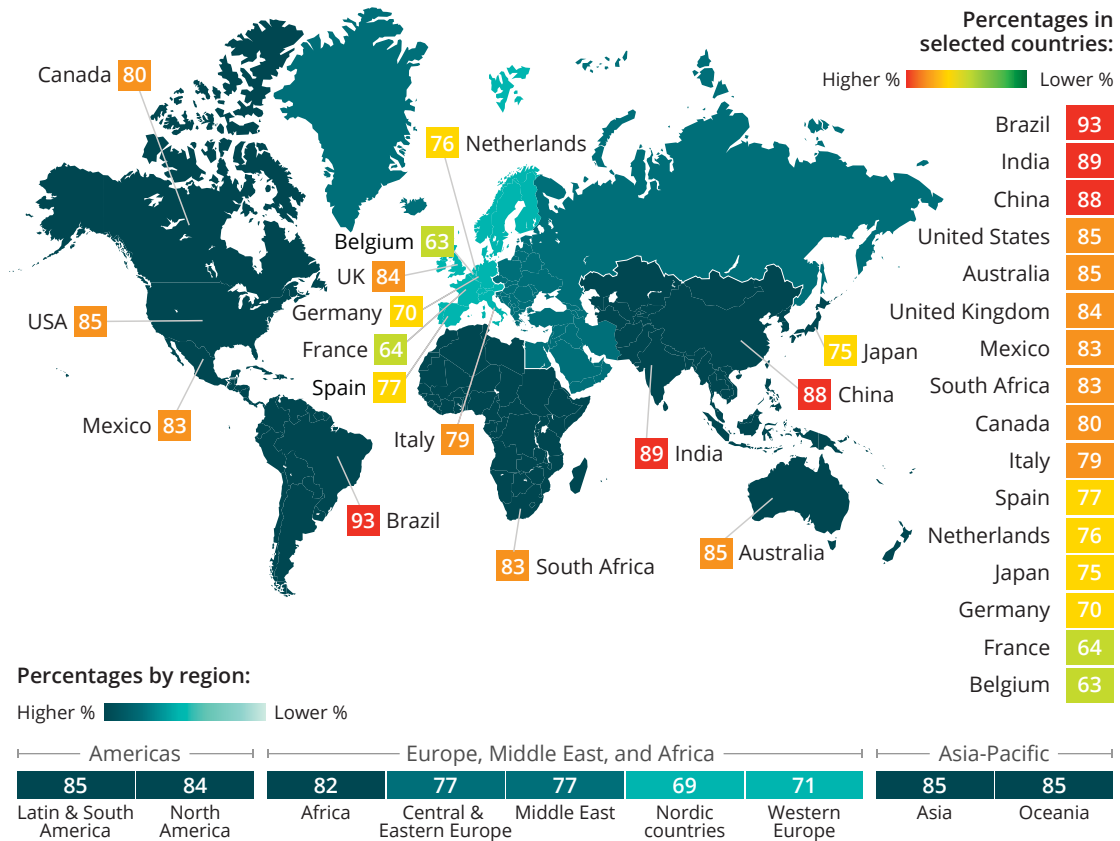 Percentages in
selected countries:
Higher % Lower %
Canada 80
76 Netherlands
Belgium 63
UK 84
Germany 70
USA 85
France 64
75 Japan
Spain 77
88 China
Mexico 83
Italy 79
89 India
93 Brazil
85 Australia
83 South Africa
Brazil 93
India 89
China 88
United States 85
Australia 85
United Kingdom 84
Mexico 83
South Africa 83
Canada 80
Italy 79
Spain 77
Netherlands 76
Japan 75
Germany 70
France 64
Belgium 63
Percentages by region:
Higher % Lower %
Americas
85
Latin & South
America
84
North
America
Europe, Middle East, and Africa
82
Africa
77
Central &
Eastern Europe
77
Middle East
69
Nordic
countries
71
Western
Europe
Asia-Pacific
85
Asia
85
Oceania